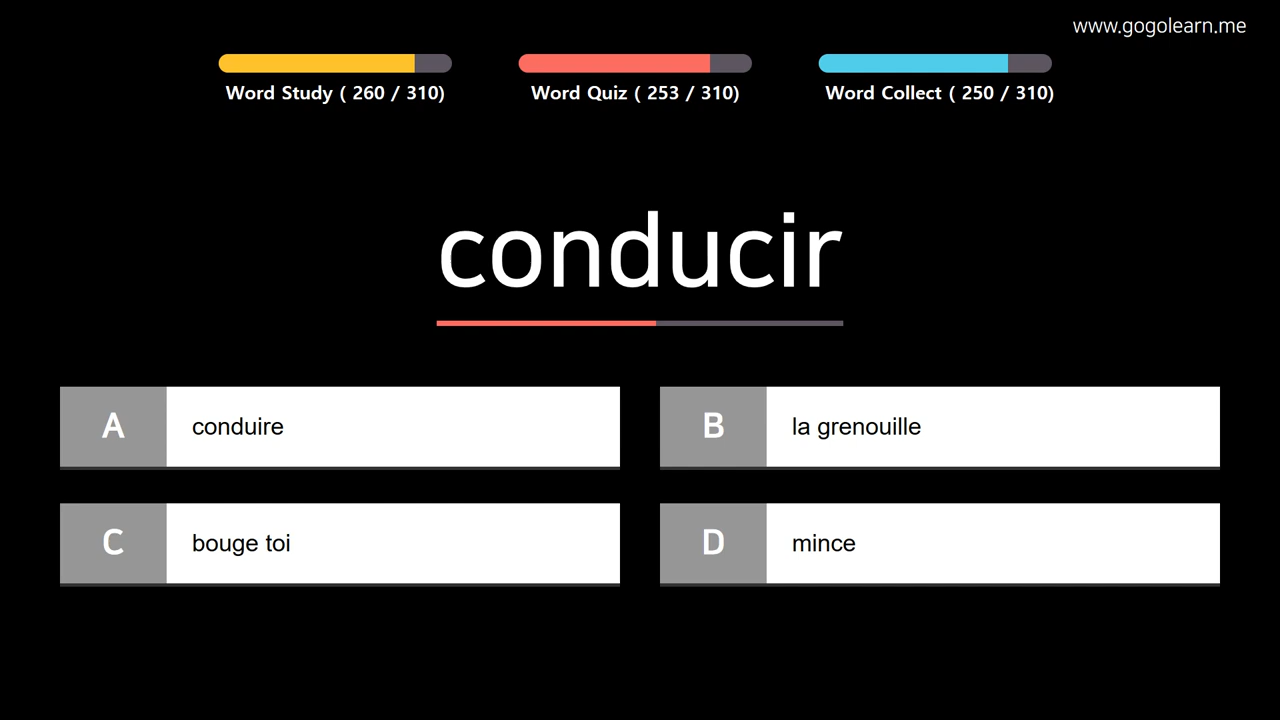 www.gogolearn.me
Word Study ( 260 / 310)
Word Quiz ( 253 / 310)
Word Collect ( 250 / 310)
conducir
A conduire
B la grenouille
C bouge toi
D mince